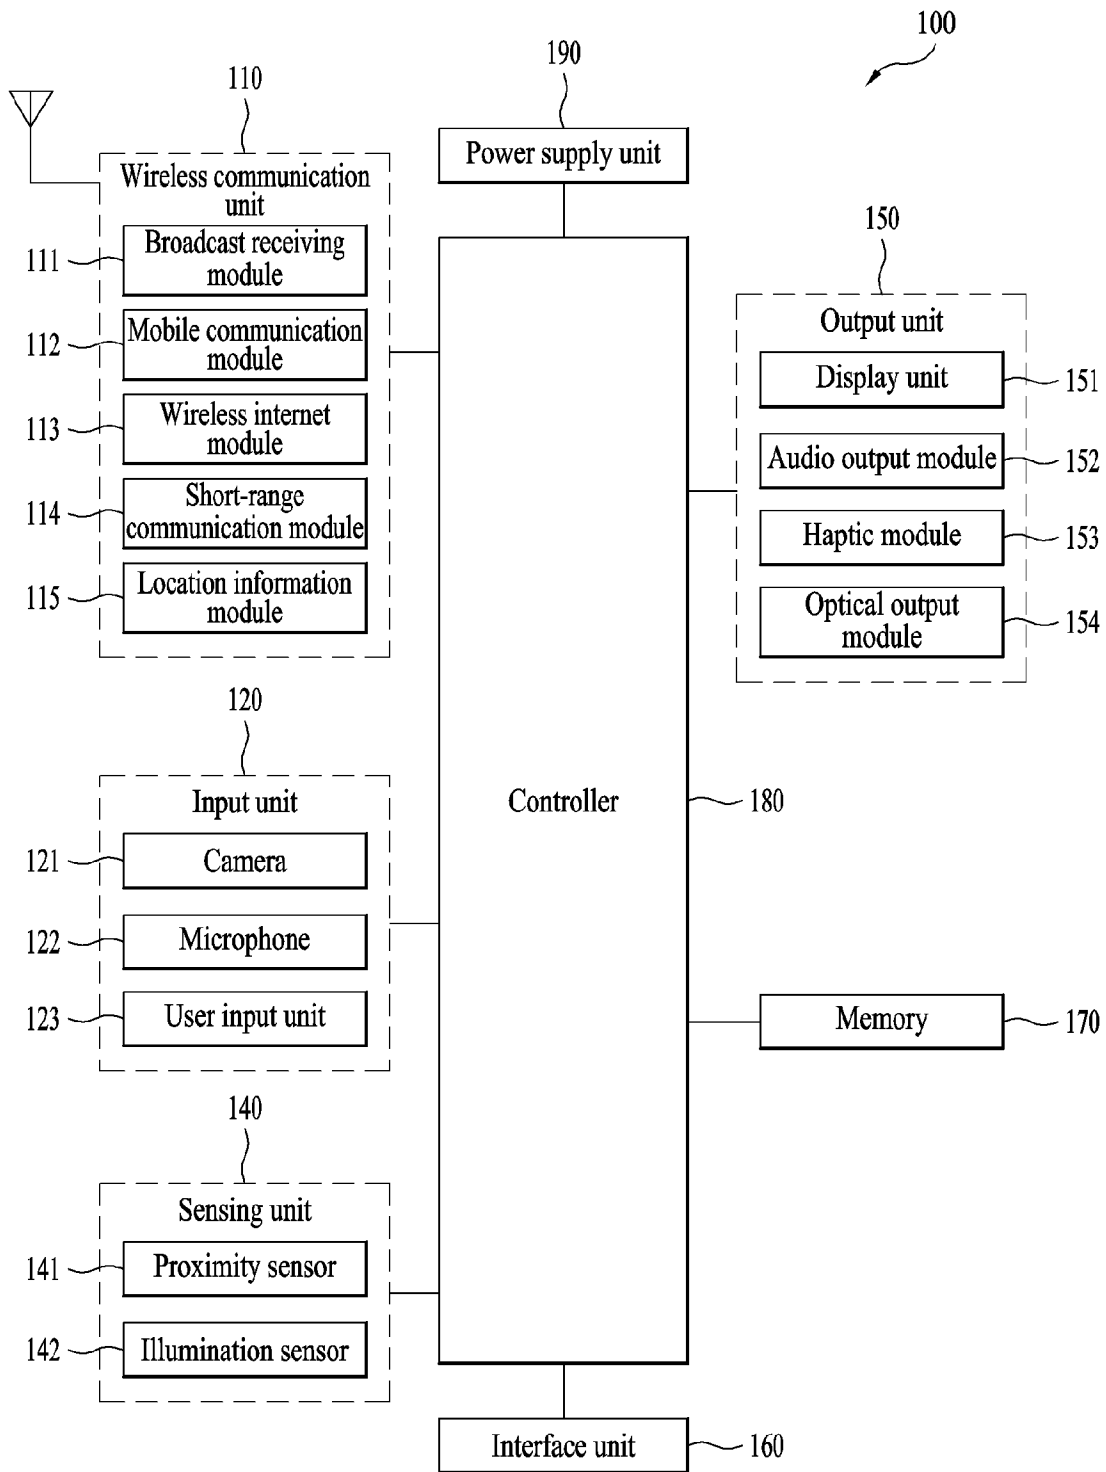 100
110
190
Power supply unit
Wireless communication
unit
111
Broadcast receiving
module
112
Mobile communication
module
113
Wireless internet
module
114
Short-range
communication module
115
Location information
module
150
Output unit
Display unit
151
Audio output module
152
Haptic module
153
Optical output
module
154
120
Input unit
121
Camera
122
Microphone
123
User input unit
Controller
180
Memory
170
140
Sensing unit
141
Proximity sensor
142
Illumination sensor
Interface unit
160